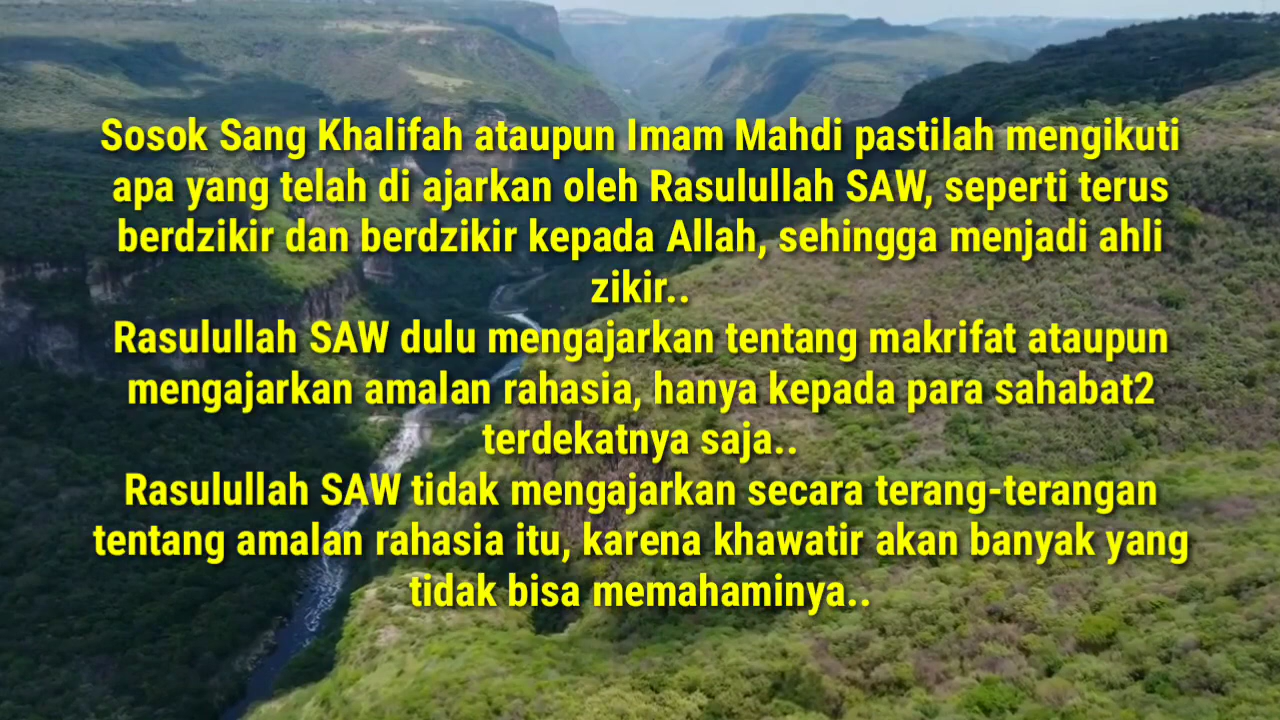 Sosok Sang Khalifah ataupun Imam Mahdi pastilah mengikuti
apa yang telah di ajarkan oleh Rasulullah SAW, seperti terus
berdzikir dan berdzikir kepada Allah, sehingga menjadi ahli
zikir..
Rasulullah SAW dulu mengajarkan tentang makrifat ataupun
mengajarkan amalan rahasia, hanya kepada para sahabat2
terdekatnya saja..
Rasulullah SAW tidak mengajarkan secara terang-terangan
tentang amalan rahasia itu, karena khawatir akan banyak yang
tidak bisa memahaminya..